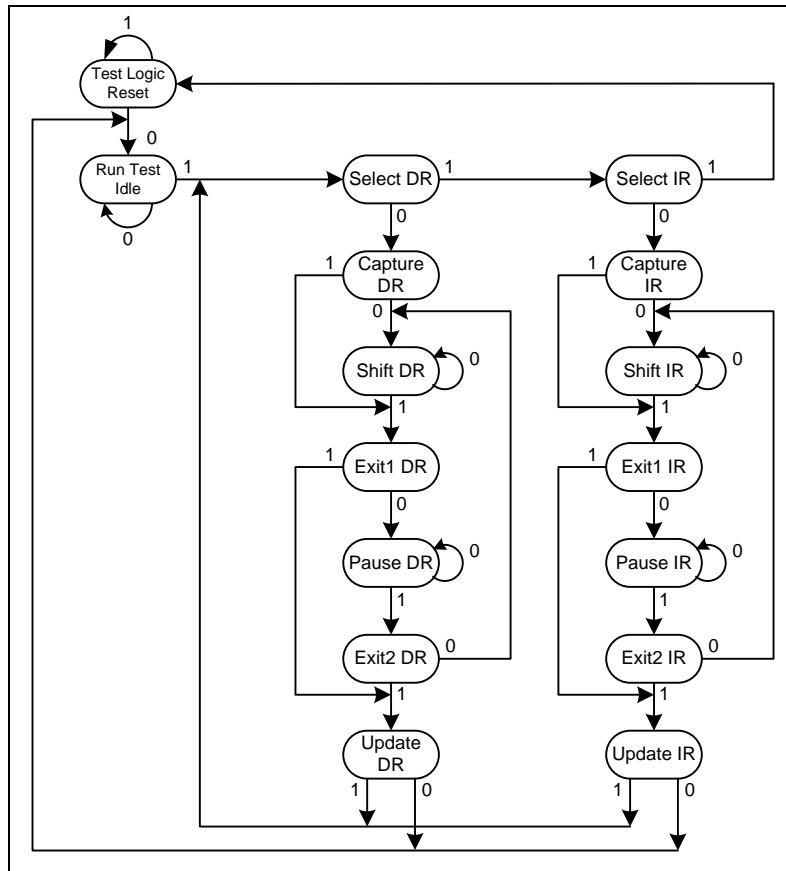 1
Test Logic
Reset
0
Run Test
Idle
1
0
Select DR
1
0
Select IR
1
0
Capture
DR
1
0
Capture
IR
1
0
Shift DR
0
1
Shift IR
0
1
Exit1 DR
1
0
Exit1 IR
1
0
Pause DR
0
1
Pause IR
0
1
Exit2 DR
0
1
Exit2 IR
0
1
Update
DR
1
0
Update IR
1
0